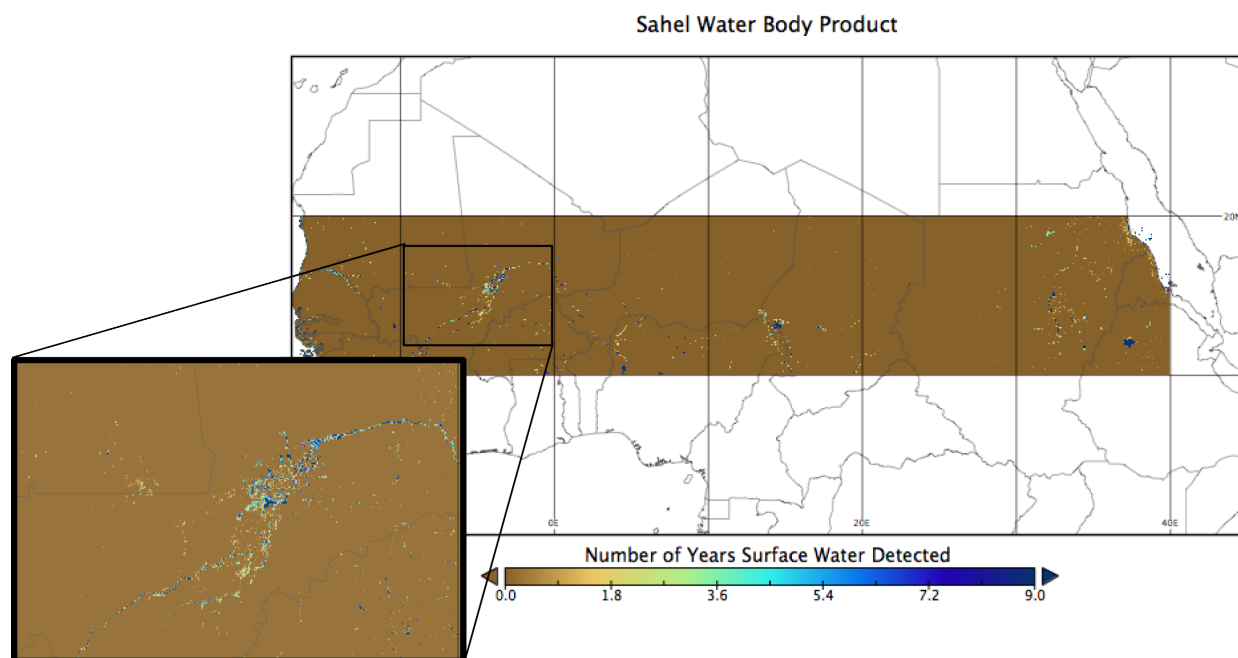 Sahel Water Body Product
20N
0E
20E
40E
Number of Years Surface Water Detected
0.0 1.8 3.6 5.4 7.2 9.0